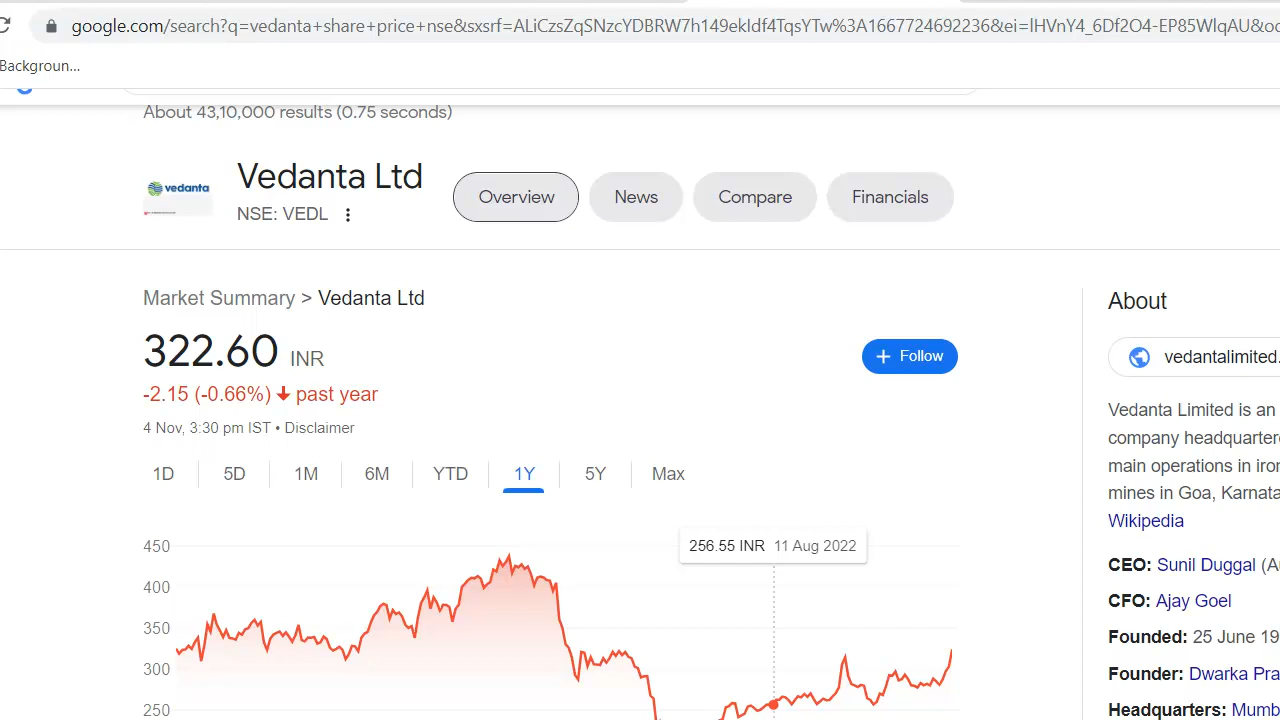 google.com/search?q=vedanta+share+price+nse&sxsrf=ALiCzsZqSNzcYDBRW7h149ekIdf4TqsYTw%3A1667724692236&ei=lHVnY4_6Df2O4-EP85WlqAU&oc
Backgroun...
About 43,10,000 results (0.75 seconds)
vedanta
Vedanta Ltd
NSE: VEDL
Overview
News
Compare
Financials
Market Summary > Vedanta Ltd
322.60 INR
+ Follow
-2.15 (-0.66%) past year
4 Nov, 3:30 pm IST • Disclaimer
1D
5D
1M
6M
YTD
1Y
5Y
Max
256.55 INR 11 Aug 2022
450
400
350
300
250
About
vedantalimited.
Vedanta Limited is an
company headquartere
main operations in iron
mines in Goa, Karnata
Wikipedia
CEO: Sunil Duggal (A
CFO: Ajay Goel
Founded: 25 June 19
Founder: Dwarka Pra
Headquarters: Mumb